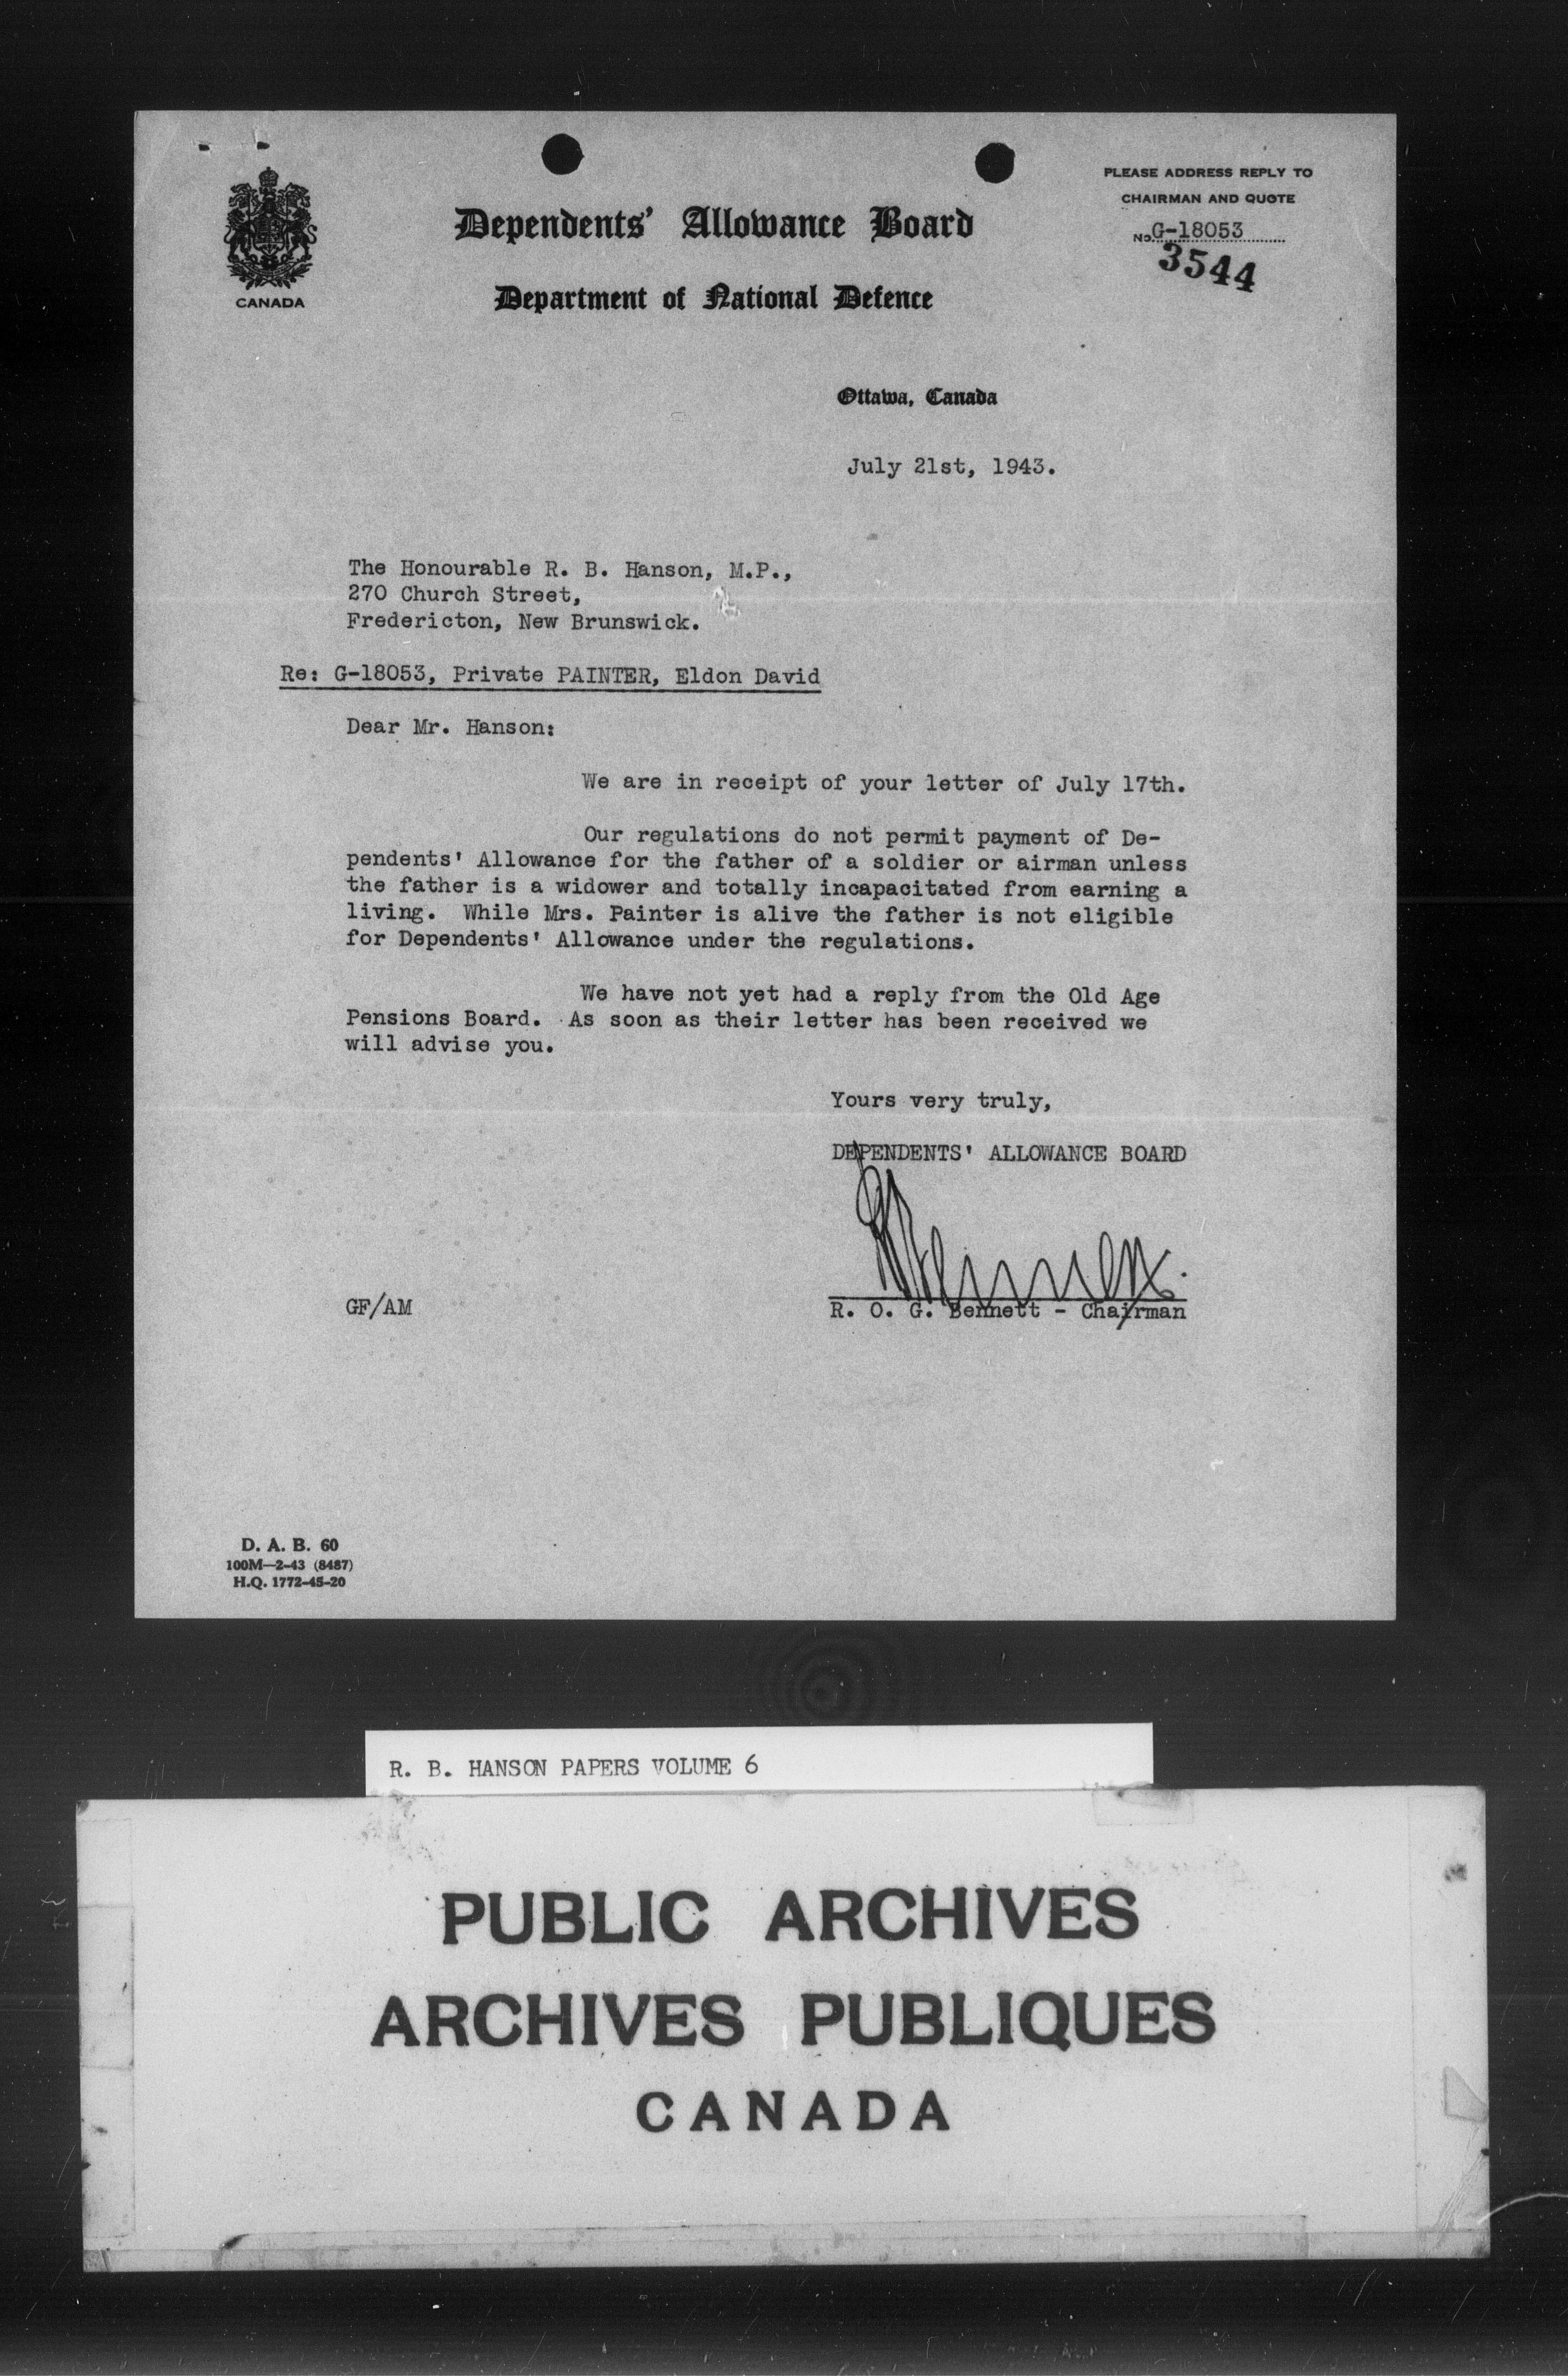 PLEASE ADDRESS REPLY TO
CHAIRMAN AND QUOTE
No. G-18053
3544
CANADA
Dependents' Allowance Board
Department of National Defence
Ottawa, Canada
July 21st, 1943.
The Honourable R. B. Hanson, M.P.,
270 Church Street,
Fredericton, New Brunswick.
Re: G-18053, Private PAINTER, Eldon David
Dear Mr. Hanson:
We are in receipt of your letter of July 17th.
Our regulations do not permit payment of De-
pendents' Allowance for the father of a soldier or airman unless
the father is a widower and totally incapacitated from earning a
living. While Mrs. Painter is alive the father is not eligible
for Dependents' Allowance under the regulations.
We have not yet had a reply from the Old Age
Pensions Board. As soon as their letter has been received we
will advise you.
Yours very truly,
DEPENDENTS' ALLOWANCE BOARD
R. O. G. Bennett - Chairman
GF/AM
D. A. B. 60
100M-2-43 (8487)
H.Q. 1772-45-20
R. B. HANSON PAPERS VOLUME 6
PUBLIC ARCHIVES
ARCHIVES PUBLIQUES
CANADA